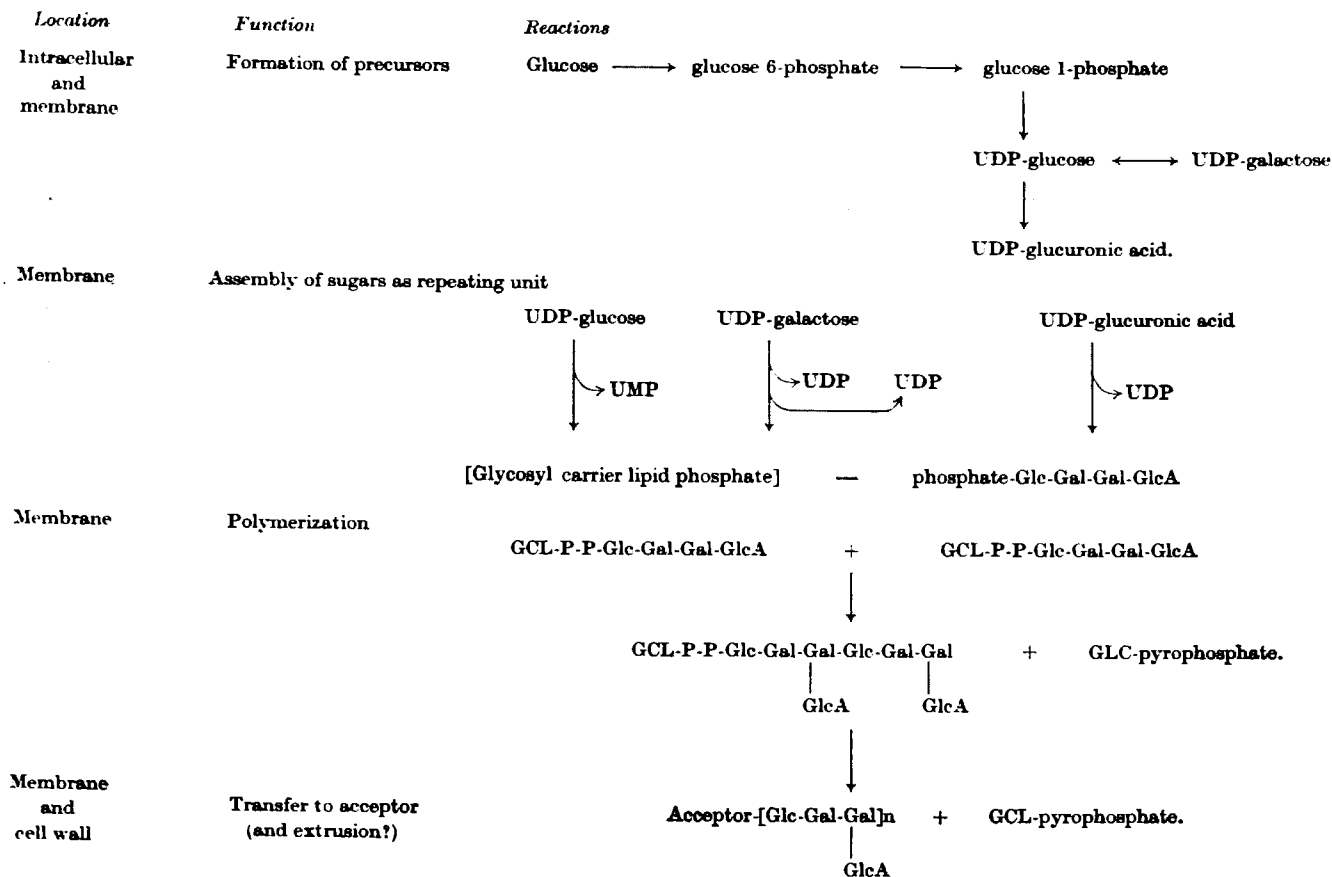 Location Function Reactions
Intracellular and membrane Formation of precursors Glucose → glucose 6-phosphate → glucose 1-phosphate
UDP-glucose ↔ UDP-galactose
UDP-glucuronic acid.
Membrane Assembly of sugars as repeating unit
UDP-glucose UDP-galactose UDP-glucuronic acid
UMP UDP UDP UDP
[Glycosyl carrier lipid phosphate] — phosphate-Glc-Gal-Gal-GlcA
Membrane Polymerization
GCL-P-P-Glc-Gal-Gal-GlcA + GCL-P-P-Glc-Gal-Gal-GlcA
GCL-P-P-Glc-Gal-Gal-Glc-Gal-Gal + GLC-pyrophosphate.
GlcA GlcA
Membrane and cell wall Transfer to acceptor (and extrusion?) Acceptor-[Glc-Gal-Gal]n + GCL-pyrophosphate.
GlcA